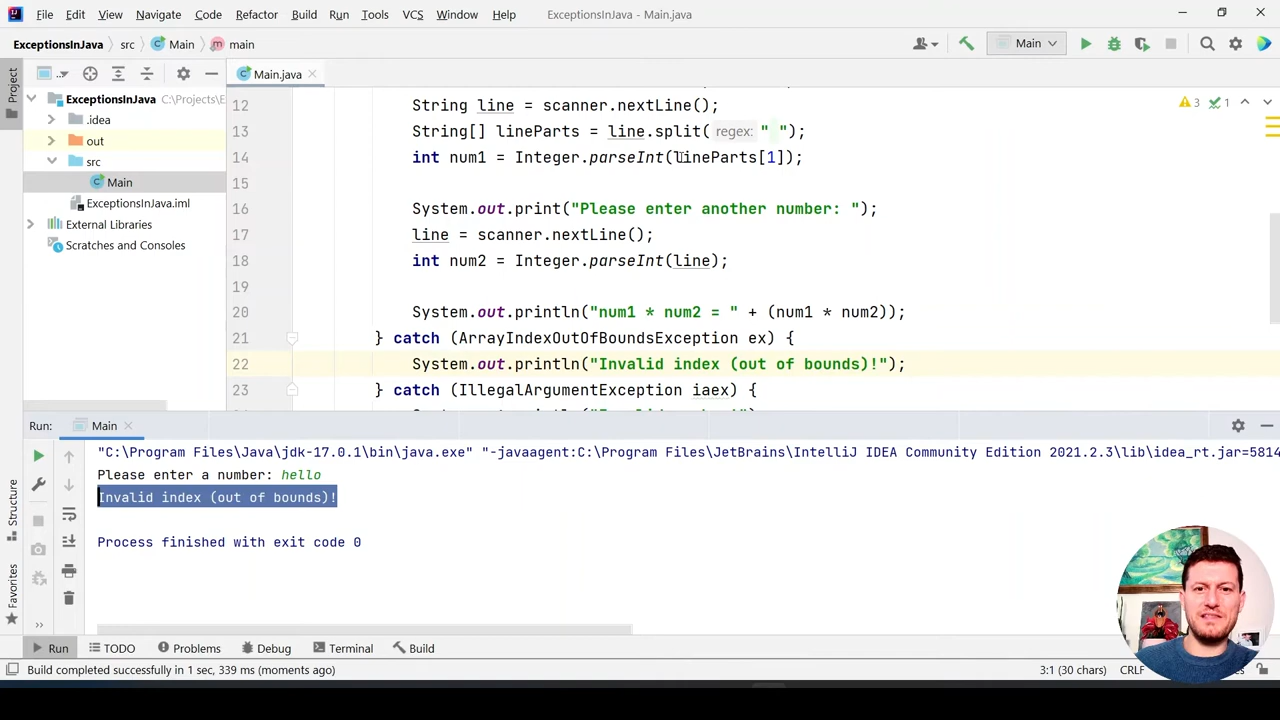 File Edit View Navigate Code Refactor Build Run Tools VCS Window Help ExceptionsInJava - Main.java
ExceptionsInJava src Main main Main
Project
.. Main.java
ExceptionsInJava C:\Projects\E
.idea
out
src
Main
ExceptionsInJava.iml
External Libraries
Scratches and Consoles
3 1
12 String line = scanner.nextLine();
13 String[] lineParts = line.split( regex: " ");
14 int num1 = Integer.parseInt(lineParts[1]);
15
16 System.out.print("Please enter another number: ");
17 line = scanner.nextLine();
18 int num2 = Integer.parseInt(line);
19
20 System.out.println("num1 * num2 = " + (num1 * num2));
21 } catch (ArrayIndexOutOfBoundsException ex) {
22 System.out.println("Invalid index (out of bounds)!");
23 } catch (IllegalArgumentException iaex) {
Run: Main
"C:\Program Files\Java\jdk-17.0.1\bin\java.exe" "-javaagent:C:\Program Files\JetBrains\IntelliJ IDEA Community Edition 2021.2.3\lib\idea_rt.jar=5814
Please enter a number: hello
Invalid index (out of bounds)!
Process finished with exit code 0
Structure
Favorites
Run TODO Problems Debug Terminal Build
Build completed successfully in 1 sec, 339 ms (moments ago) 3:1 (30 chars) CRLF